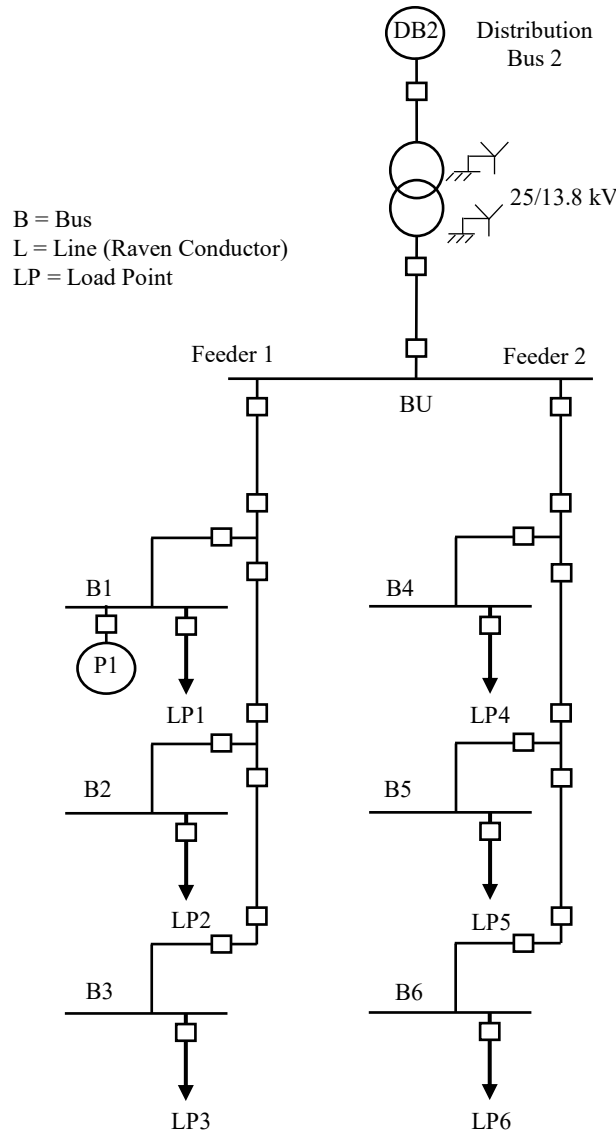 DB2
Distribution
Bus 2
25/13.8 kV
B = Bus
L = Line (Raven Conductor)
LP = Load Point
Feeder 1
Feeder 2
BU
B1
B4
P1
LP1
LP4
B2
B5
LP2
LP5
B3
B6
LP3
LP6